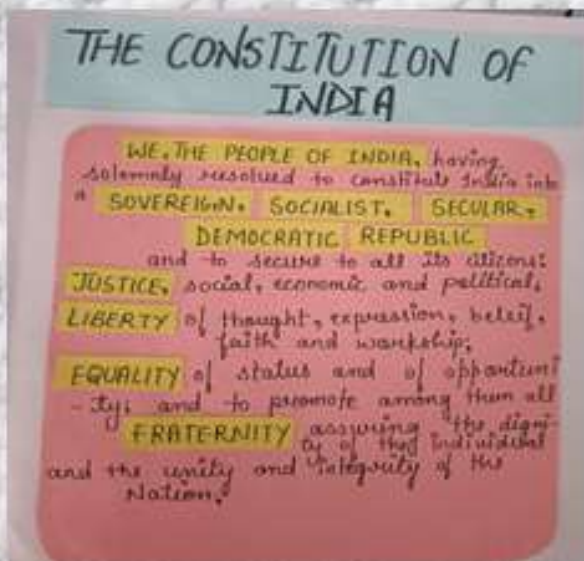 THE CONSTITUTION OF
INDIA
WE, THE PEOPLE OF INDIA, having
solemnly resolved to constitute India into
a SOVEREIGN, SOCIALIST, SECULAR,
DEMOCRATIC REPUBLIC
and to secure to all its citizens:
JUSTICE, social, economic and political,
LIBERTY of thought, expression, beleif,
faith and workship;
EQUALITY of status and of opportuni
-ty; and to promote among them all
FRATERNITY assuring the digni-
ty of the individual
and the unity and integrity of the
Nation.